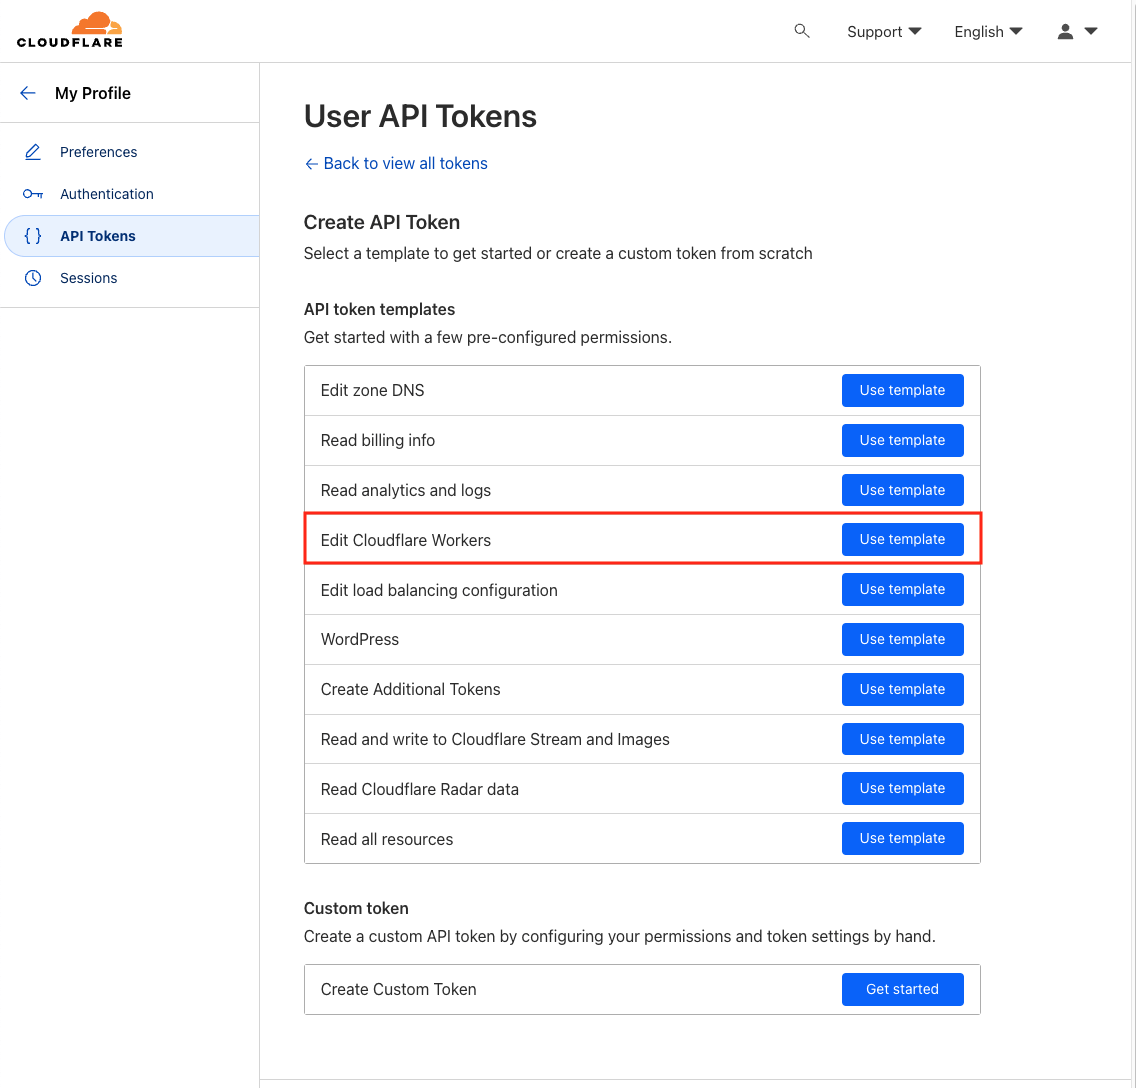 CLOUDFLARE
Support
English
My Profile
Preferences
Authentication
{ } API Tokens
Sessions
User API Tokens
← Back to view all tokens
Create API Token
Select a template to get started or create a custom token from scratch
API token templates
Get started with a few pre-configured permissions.
Edit zone DNS Use template
Read billing info Use template
Read analytics and logs Use template
Edit Cloudflare Workers Use template
Edit load balancing configuration Use template
WordPress Use template
Create Additional Tokens Use template
Read and write to Cloudflare Stream and Images Use template
Read Cloudflare Radar data Use template
Read all resources Use template
Custom token
Create a custom API token by configuring your permissions and token settings by hand.
Create Custom Token Get started